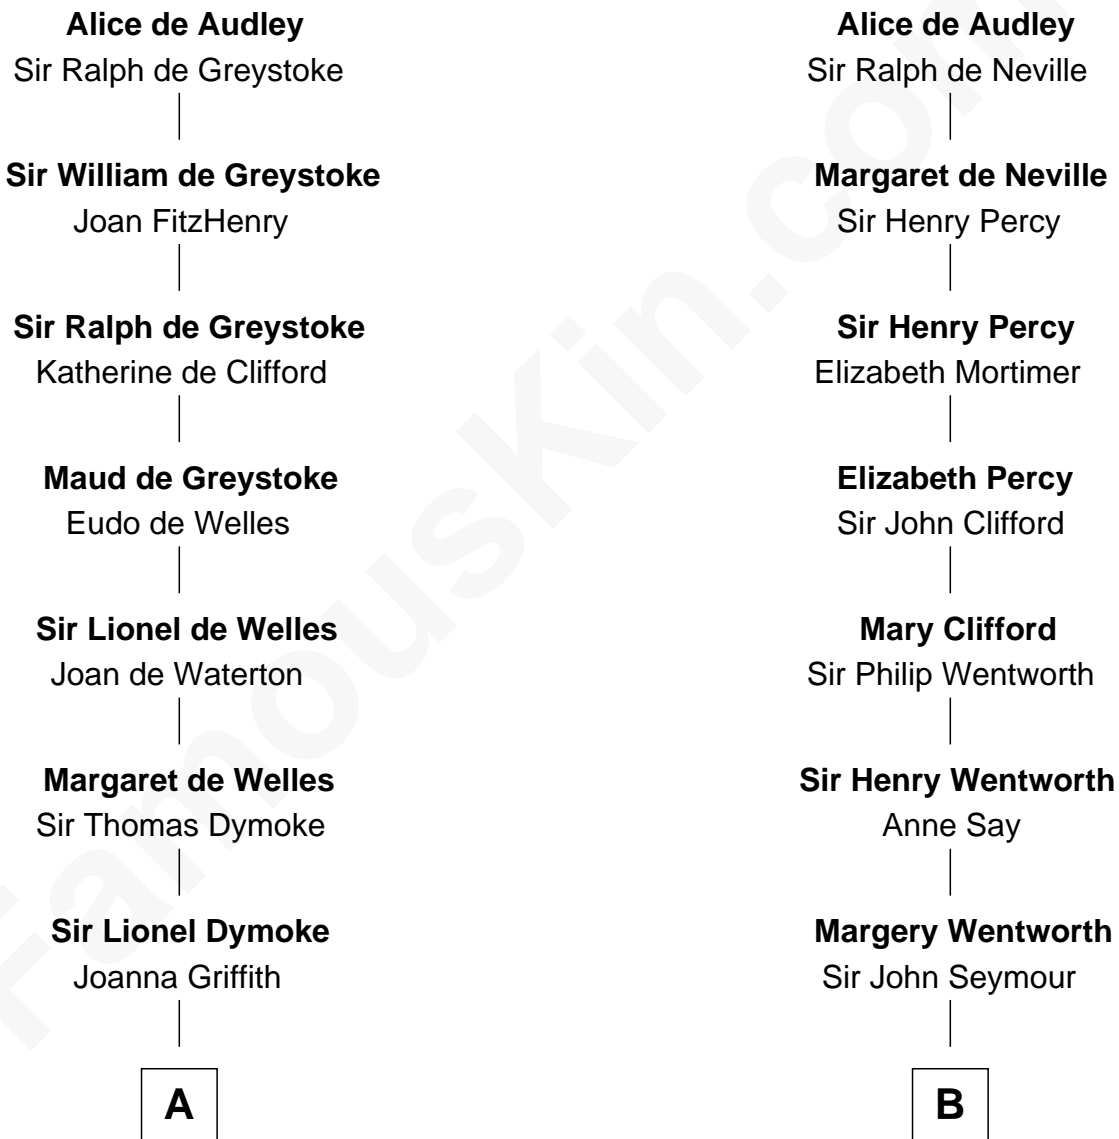 Alice de Audley
Sir Ralph de Greystoke
Sir William de Greystoke
Joan FitzHenry
Sir Ralph de Greystoke
Katherine de Clifford
Maud de Greystoke
Eudo de Welles
Sir Lionel de Welles
Joan de Waterton
Margaret de Welles
Sir Thomas Dymoke
Sir Lionel Dymoke
Joanna Griffith
A
Alice de Audley
Sir Ralph de Neville
Margaret de Neville
Sir Henry Percy
Sir Henry Percy
Elizabeth Mortimer
Elizabeth Percy
Sir John Clifford
Mary Clifford
Sir Philip Wentworth
Sir Henry Wentworth
Anne Say
Margery Wentworth
Sir John Seymour
B
FamousKin.com